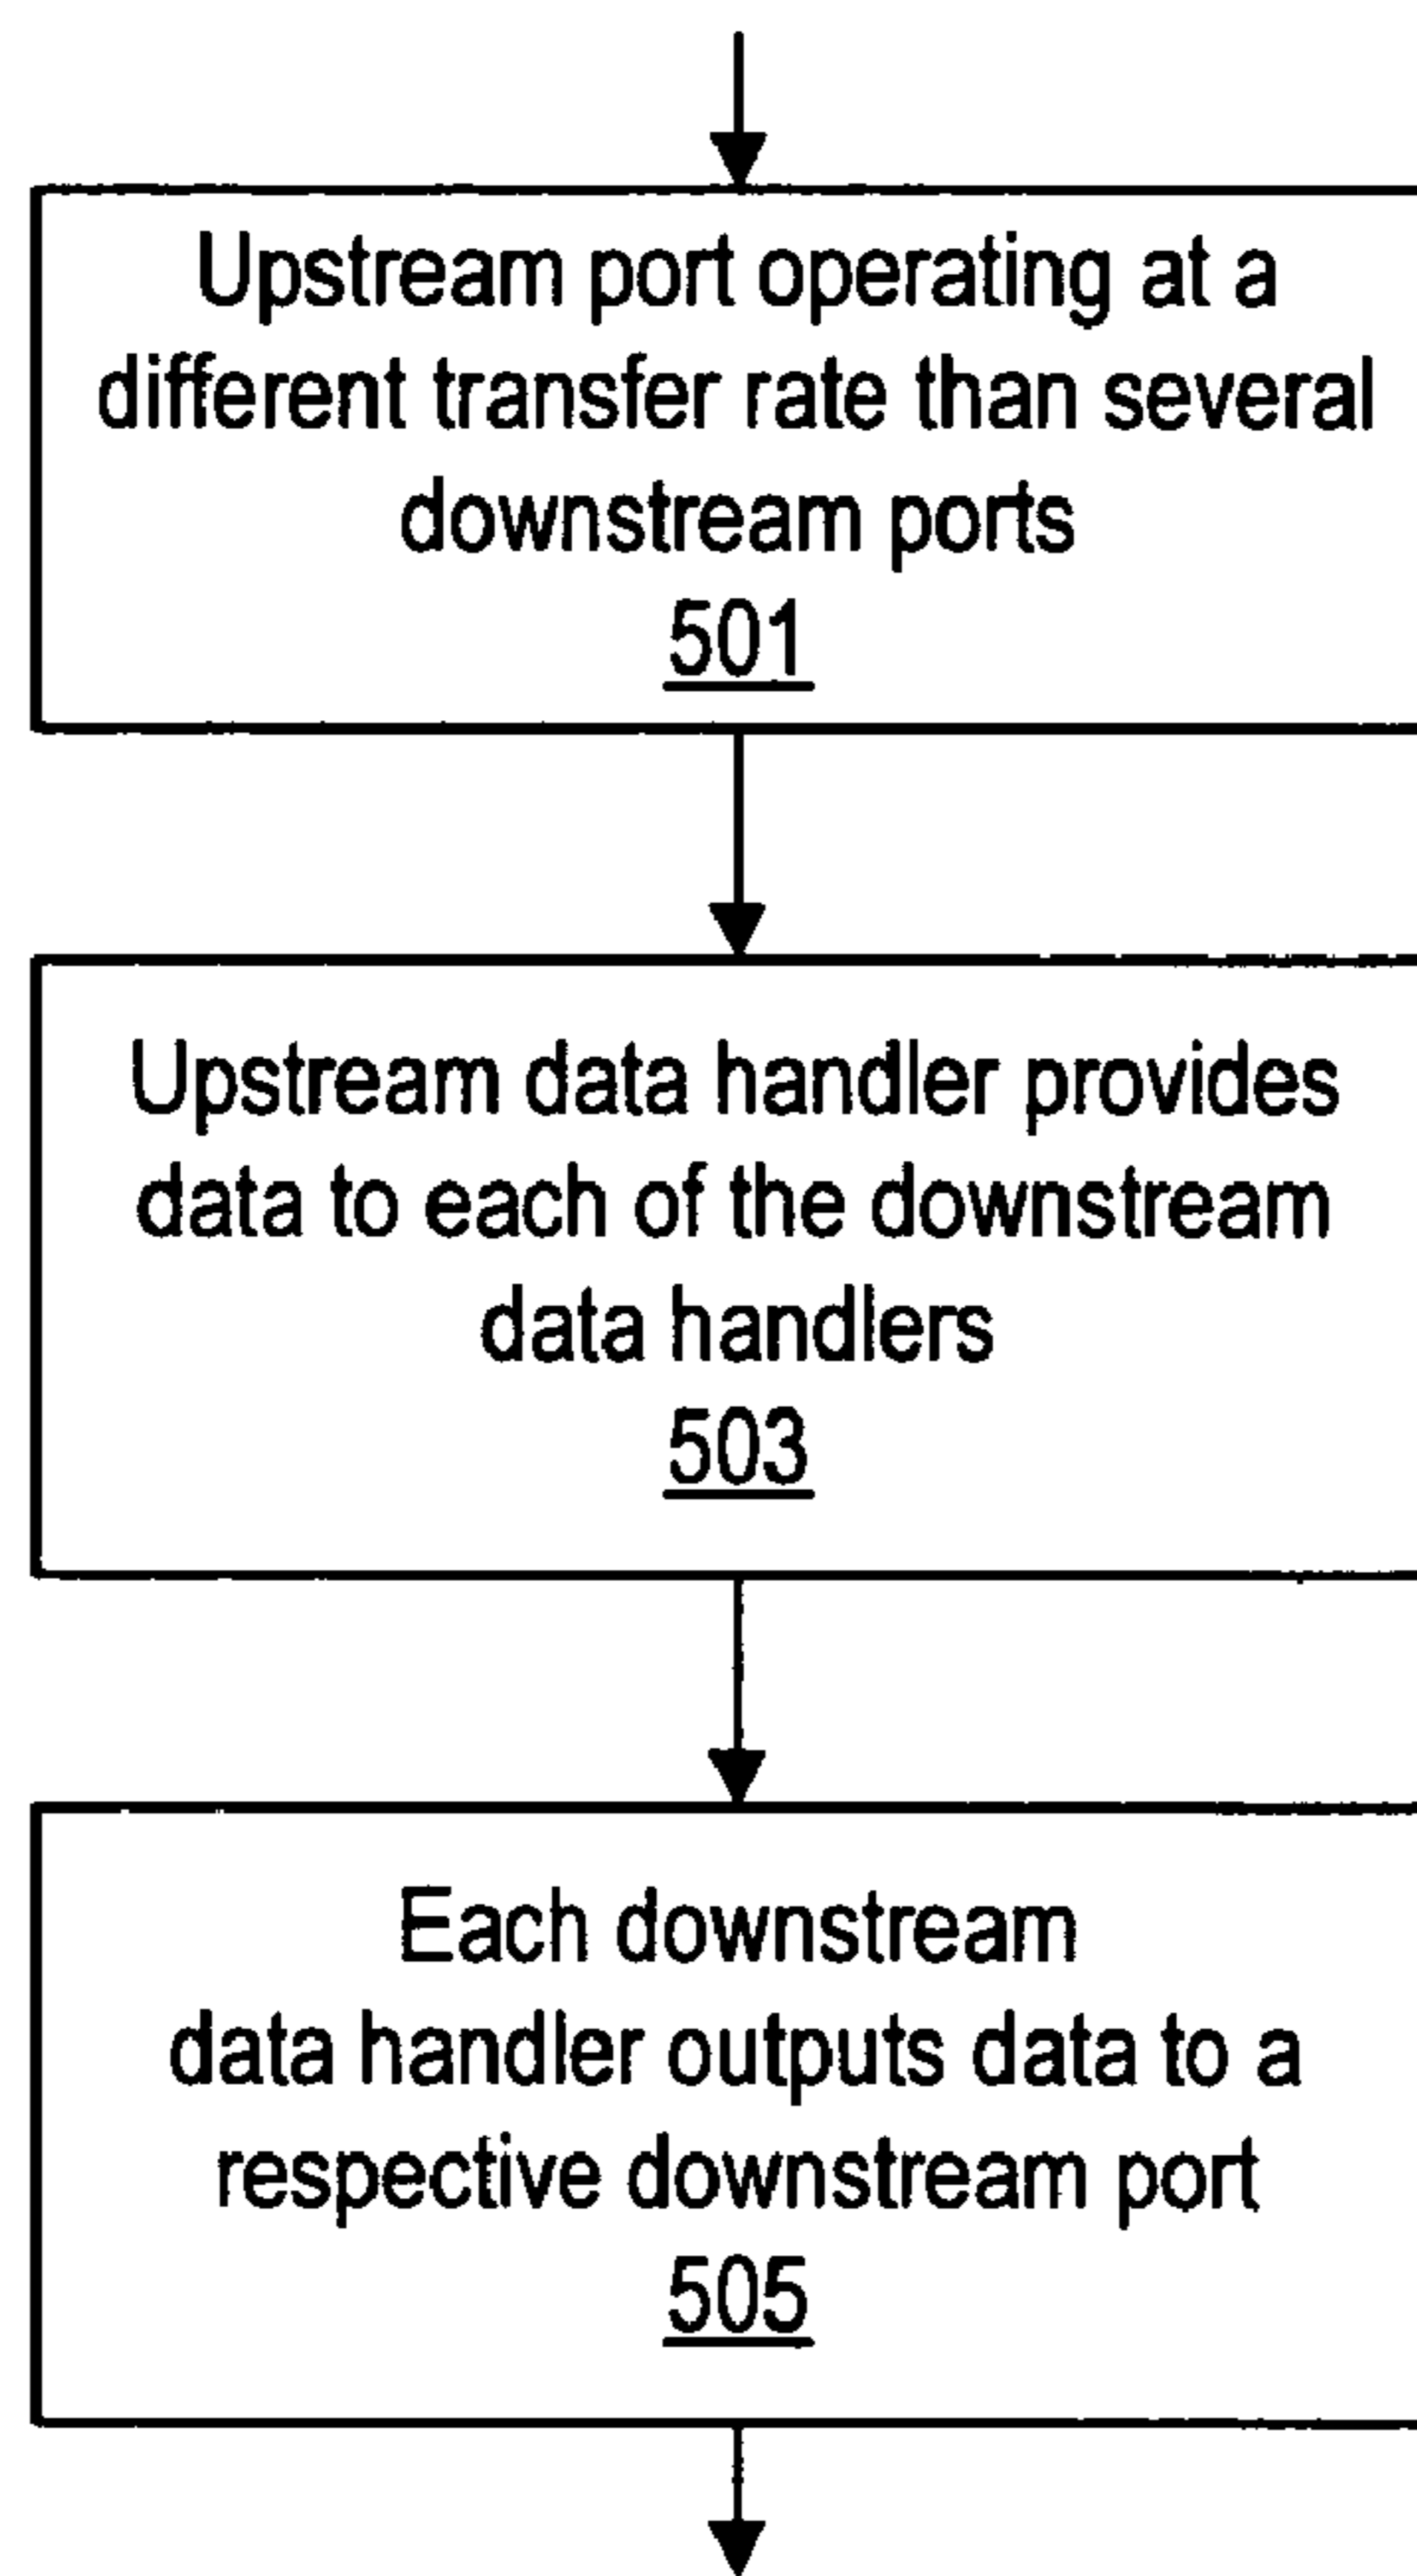 Upstream port operating at a
different transfer rate than several
downstream ports
501
Upstream data handler provides
data to each of the downstream
data handlers
503
Each downstream
data handler outputs data to a
respective downstream port
505